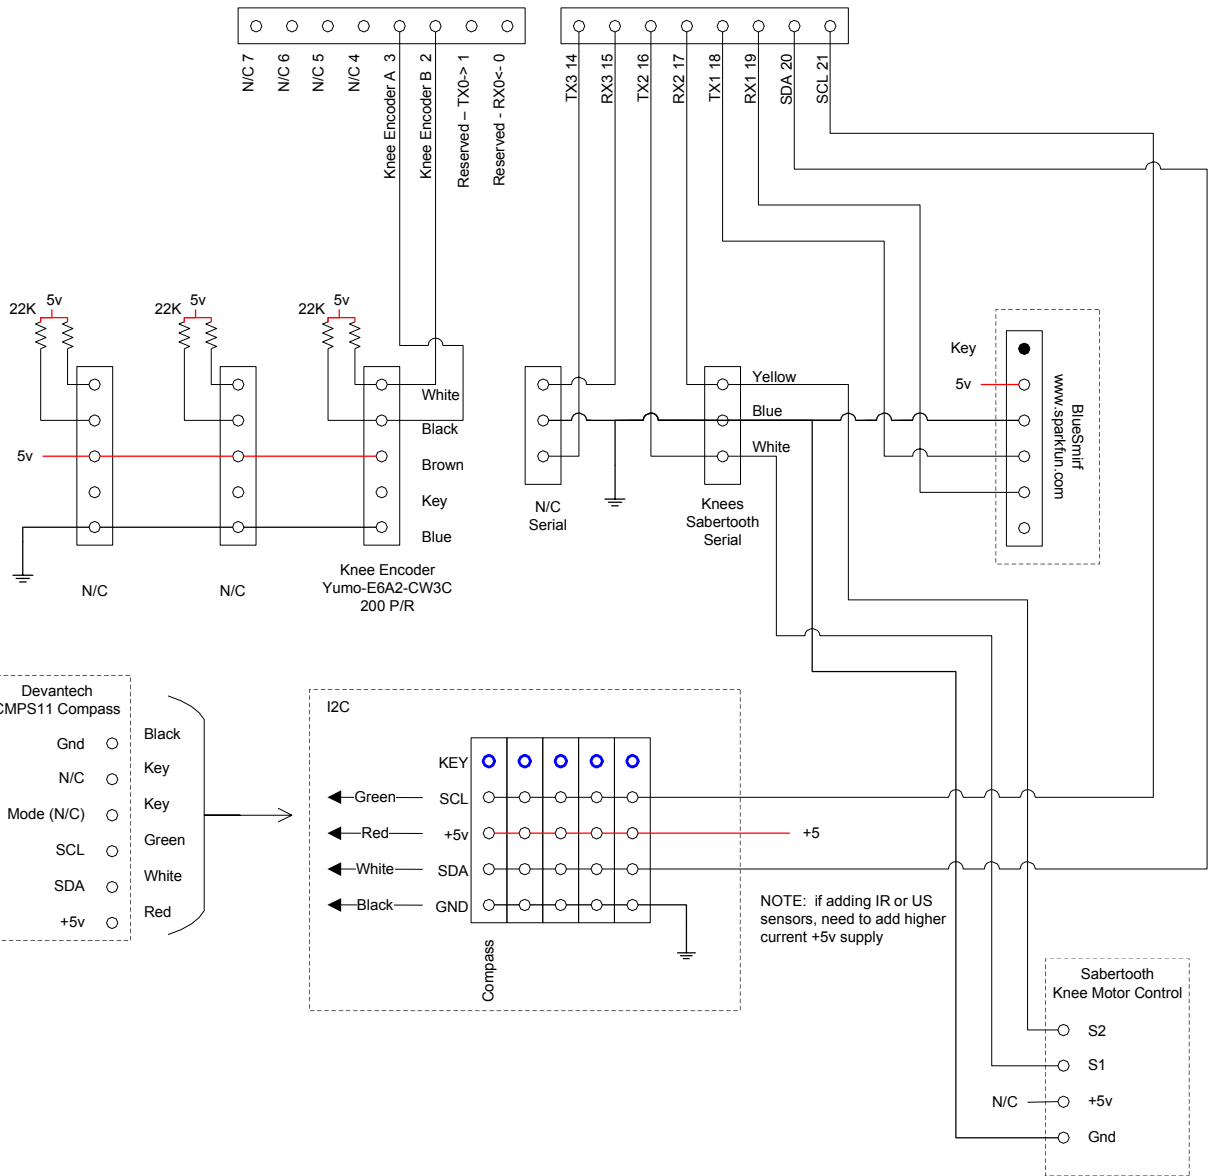 N/C 7
N/C 6
N/C 5
N/C 4
Knee Encoder A 3
Knee Encoder B 2
Reserved – TX0-> 1
Reserved - RX0<- 0
TX3 14
RX3 15
TX2 16
RX2 17
TX1 18
RX1 19
SDA 20
SCL 21
22K
5v
22K
5v
22K
5v
5v
White
Black
Brown
Key
Blue
N/C
N/C
Knee Encoder
Yumo-E6A2-CW3C
200 P/R
N/C
Serial
Yellow
Blue
White
Knees
Sabertooth
Serial
Key
5v
BlueSmirf
www.sparkfun.com
Devantech
CMPS11 Compass
Gnd
N/C
Mode (N/C)
SCL
SDA
+5v
Black
Key
Key
Green
White
Red
I2C
KEY
Green
SCL
Red
+5v
+5
White
SDA
Black
GND
Compass
NOTE: if adding IR or US
sensors, need to add higher
current +5v supply
Sabertooth
Knee Motor Control
S2
S1
N/C
+5v
Gnd